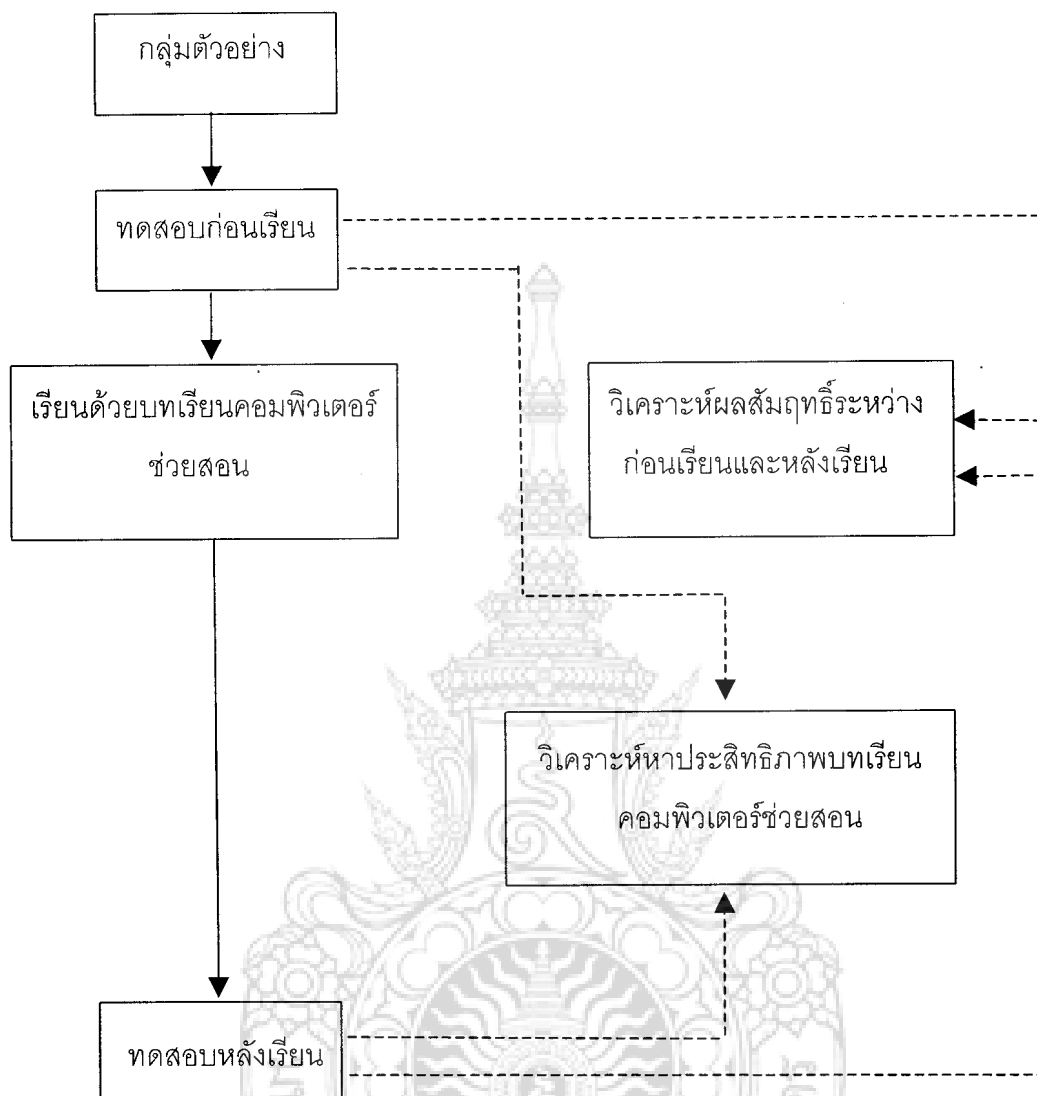 กลุ่มตัวอย่าง
ทดสอบก่อนเรียน
เรียนด้วยบทเรียนคอมพิวเตอร์
ช่วยสอน
วิเคราะห์ผลสัมฤทธิ์ระหว่าง
ก่อนเรียนและหลังเรียน
วิเคราะห์หาประสิทธิภาพบทเรียน
คอมพิวเตอร์ช่วยสอน
ทดสอบหลังเรียน